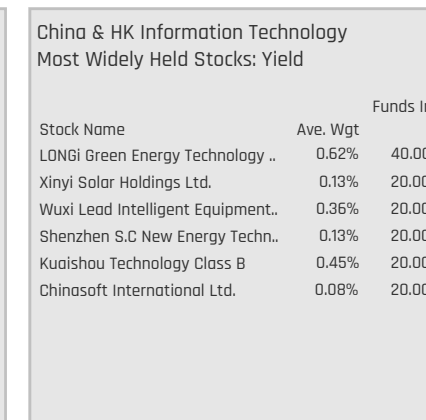 China & HK Information Technology
Most Widely Held Stocks: Yield
Funds In
Stock Name Ave. Wgt
LONGi Green Energy Technology .. 0.62% 40.00
Xinyi Solar Holdings Ltd. 0.13% 20.00
Wuxi Lead Intelligent Equipment.. 0.36% 20.00
Shenzhen S.C New Energy Techn.. 0.13% 20.00
Kuaishou Technology Class B 0.45% 20.00
Chinasoft International Ltd. 0.08% 20.00